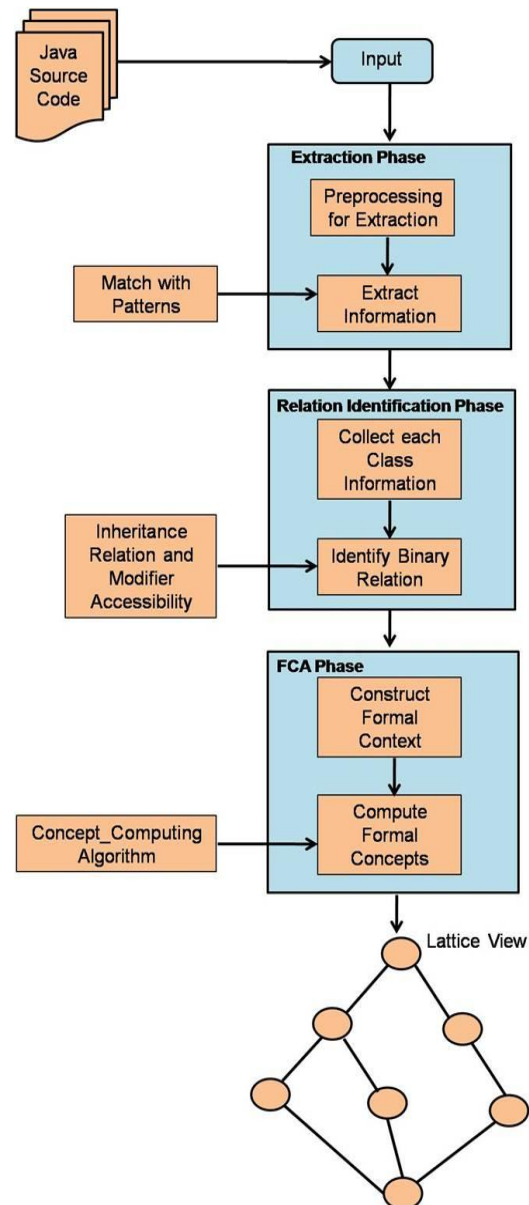 Java
Source
Code
Input
Extraction Phase
Preprocessing
for Extraction
Match with
Patterns
Extract
Information
Relation Identification Phase
Collect each
Class
Information
Inheritance
Relation and
Modifier
Accessibility
Identify Binary
Relation
FCA Phase
Construct
Formal
Context
Concept_Computing
Algorithm
Compute
Formal
Concepts
Lattice View